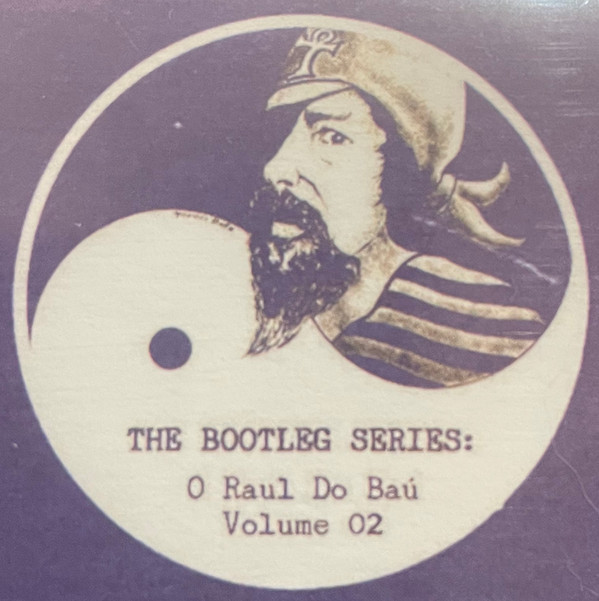 THE BOOTLEG SERIES:
O Raul Do Baú
Volume 02